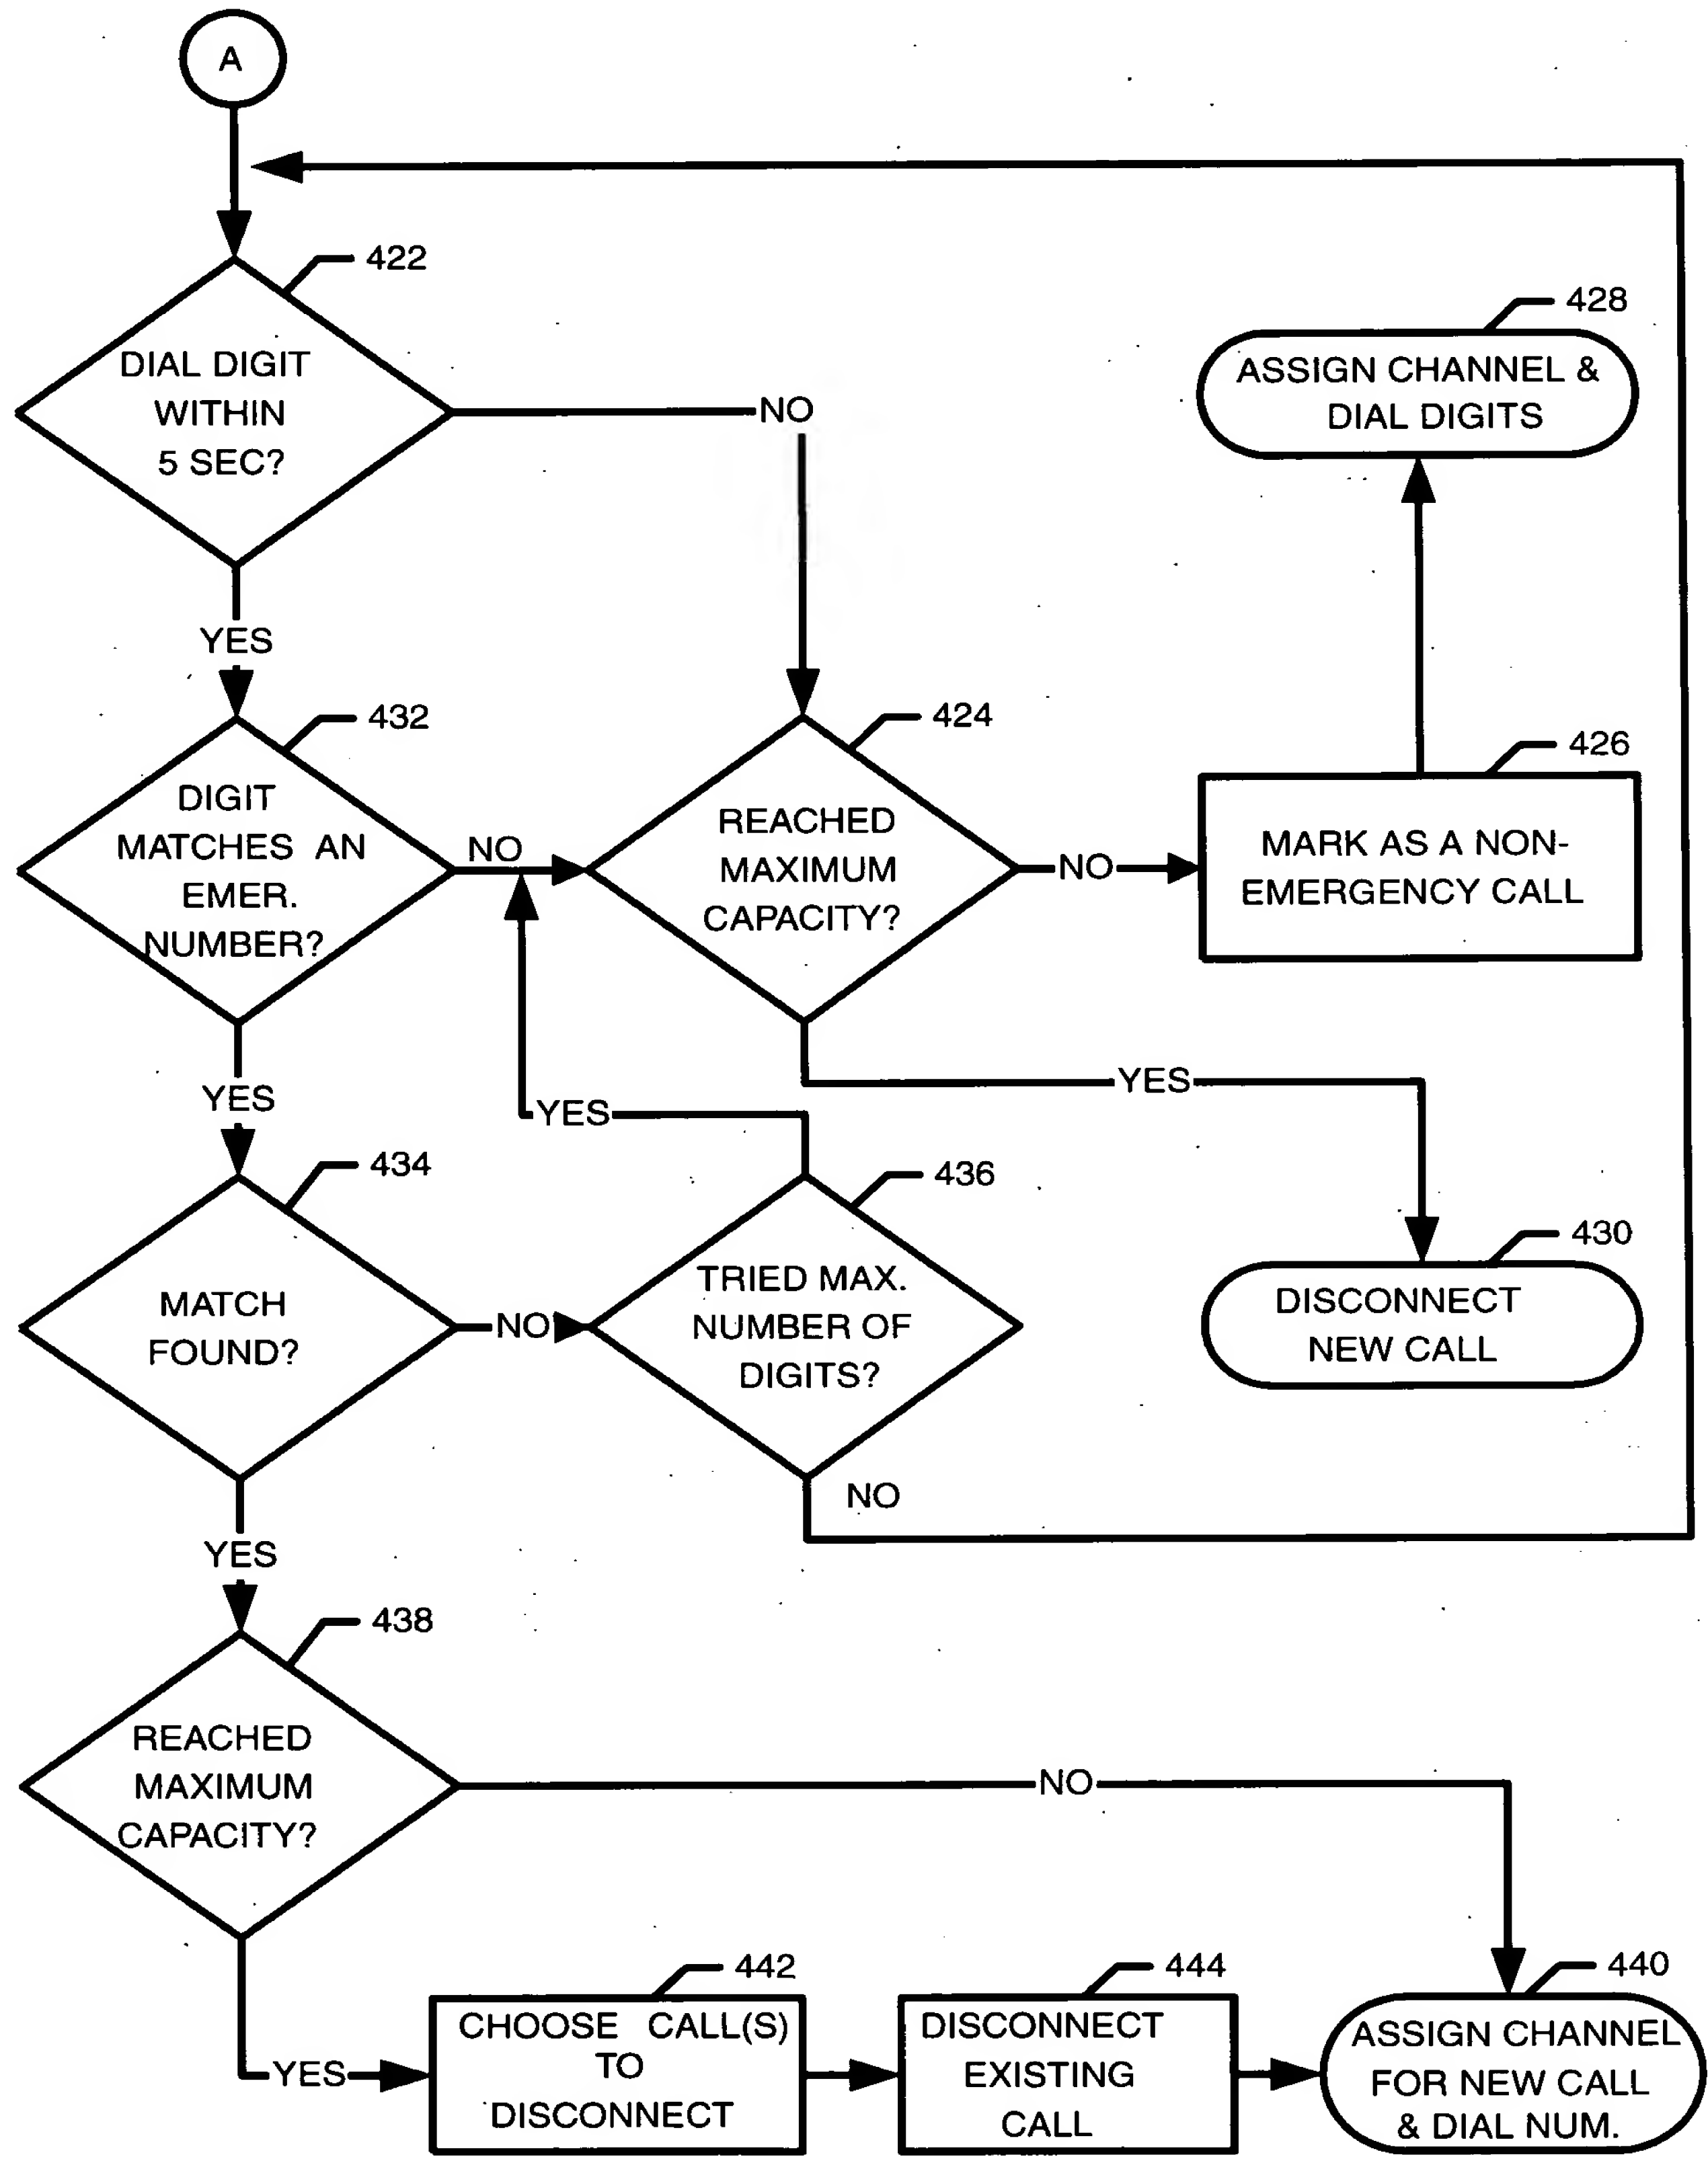 A
422
DIAL DIGIT
WITHIN
5 SEC?
NO
428
ASSIGN CHANNEL &
DIAL DIGITS
YES
432
DIGIT
MATCHES AN
EMER.
NUMBER?
NO
424
REACHED
MAXIMUM
CAPACITY?
NO
426
MARK AS A NON-
EMERGENCY CALL
YES
YES
YES
434
MATCH
FOUND?
NO
436
TRIED MAX.
NUMBER OF
DIGITS?
NO
430
DISCONNECT
NEW CALL
YES
438
REACHED
MAXIMUM
CAPACITY?
NO
YES
442
CHOOSE CALL(S)
TO
DISCONNECT
444
DISCONNECT
EXISTING
CALL
440
ASSIGN CHANNEL
FOR NEW CALL
& DIAL NUM.